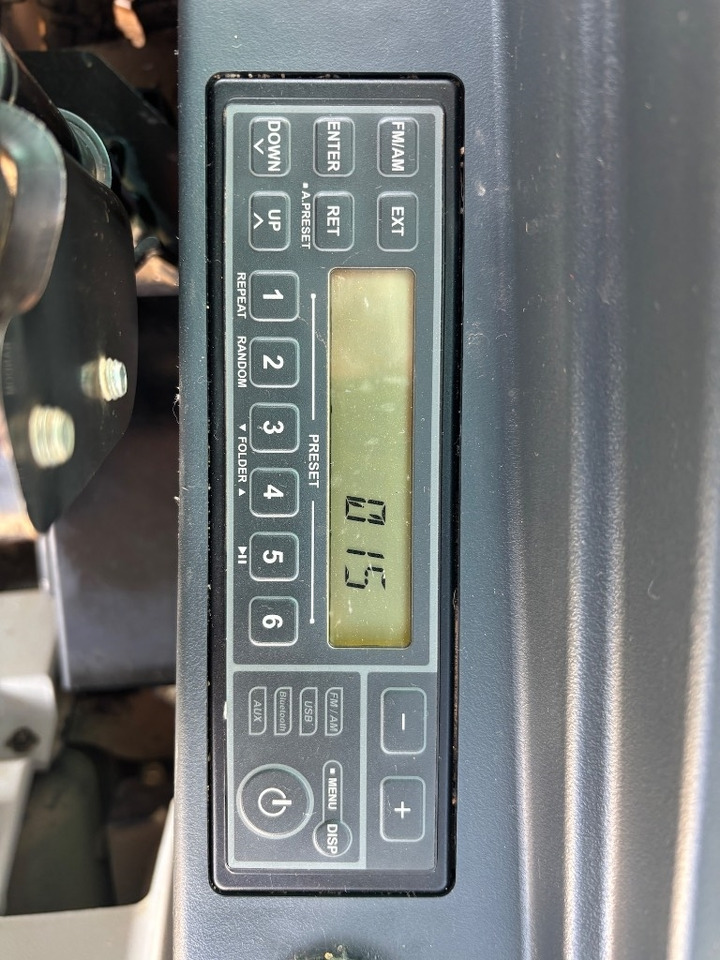 FM/AM EXT
ENTER RET
■ A.PRESET
DOWN UP
015
PRESET
1 2 3 4 5 6
REPEAT RANDOM ▼ FOLDER ▲ ▶II
− +
FM / AM
USB
Bluetooth
AUX
■ MENU DISP